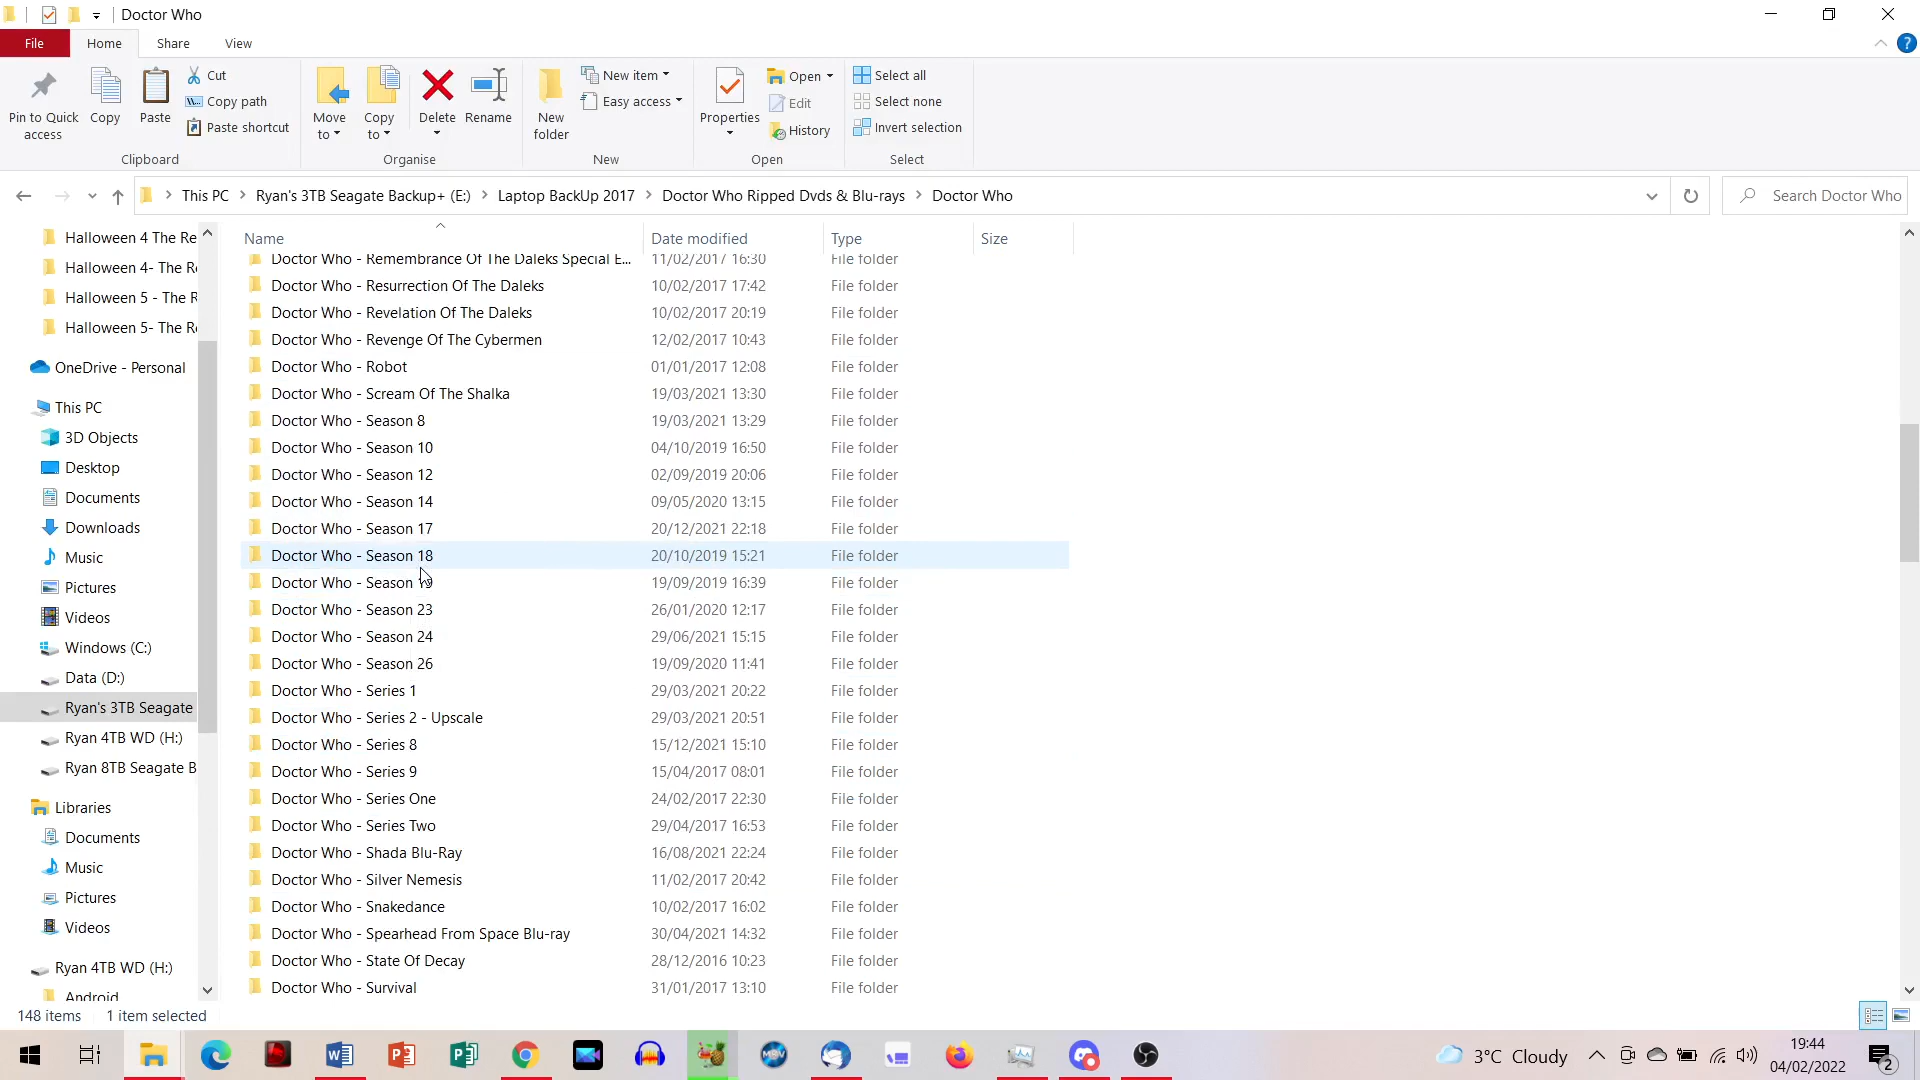 Doctor Who
File
Home
Share
View
?
Pin to Quick access
Copy
Paste
Cut
Copy path
Paste shortcut
Clipboard
Move to
Copy to
Delete
Rename
Organise
New folder
New item
Easy access
New
Properties
Open
Edit
History
Open
Select all
Select none
Invert selection
Select
This PC > Ryan's 3TB Seagate Backup+ (E:) > Laptop BackUp 2017 > Doctor Who Ripped Dvds & Blu-rays > Doctor Who
Search Doctor Who
Halloween 4 The Re
Halloween 4- The Re
Halloween 5 - The R
Halloween 5- The Re
OneDrive - Personal
This PC
3D Objects
Desktop
Documents
Downloads
Music
Pictures
Videos
Windows (C:)
Data (D:)
Ryan's 3TB Seagate
Ryan 4TB WD (H:)
Ryan 8TB Seagate B
Libraries
Documents
Music
Pictures
Videos
Ryan 4TB WD (H:)
Android
Name Date modified Type Size
Doctor Who - Remembrance Of The Daleks Special E... 11/02/2017 16:30 File folder
Doctor Who - Resurrection Of The Daleks 10/02/2017 17:42 File folder
Doctor Who - Revelation Of The Daleks 10/02/2017 20:19 File folder
Doctor Who - Revenge Of The Cybermen 12/02/2017 10:43 File folder
Doctor Who - Robot 01/01/2017 12:08 File folder
Doctor Who - Scream Of The Shalka 19/03/2021 13:30 File folder
Doctor Who - Season 8 19/03/2021 13:29 File folder
Doctor Who - Season 10 04/10/2019 16:50 File folder
Doctor Who - Season 12 02/09/2019 20:06 File folder
Doctor Who - Season 14 09/05/2020 13:15 File folder
Doctor Who - Season 17 20/12/2021 22:18 File folder
Doctor Who - Season 18 20/10/2019 15:21 File folder
Doctor Who - Season 19 19/09/2019 16:39 File folder
Doctor Who - Season 23 26/01/2020 12:17 File folder
Doctor Who - Season 24 29/06/2021 15:15 File folder
Doctor Who - Season 26 19/09/2020 11:41 File folder
Doctor Who - Series 1 29/03/2021 20:22 File folder
Doctor Who - Series 2 - Upscale 29/03/2021 20:51 File folder
Doctor Who - Series 8 15/12/2021 15:10 File folder
Doctor Who - Series 9 15/04/2017 08:01 File folder
Doctor Who - Series One 24/02/2017 22:30 File folder
Doctor Who - Series Two 29/04/2017 16:53 File folder
Doctor Who - Shada Blu-Ray 16/08/2021 22:24 File folder
Doctor Who - Silver Nemesis 11/02/2017 20:42 File folder
Doctor Who - Snakedance 10/02/2017 16:02 File folder
Doctor Who - Spearhead From Space Blu-ray 30/04/2021 14:32 File folder
Doctor Who - State Of Decay 28/12/2016 10:23 File folder
Doctor Who - Survival 31/01/2017 13:10 File folder
148 items 1 item selected
3°C Cloudy
19:44
04/02/2022
2